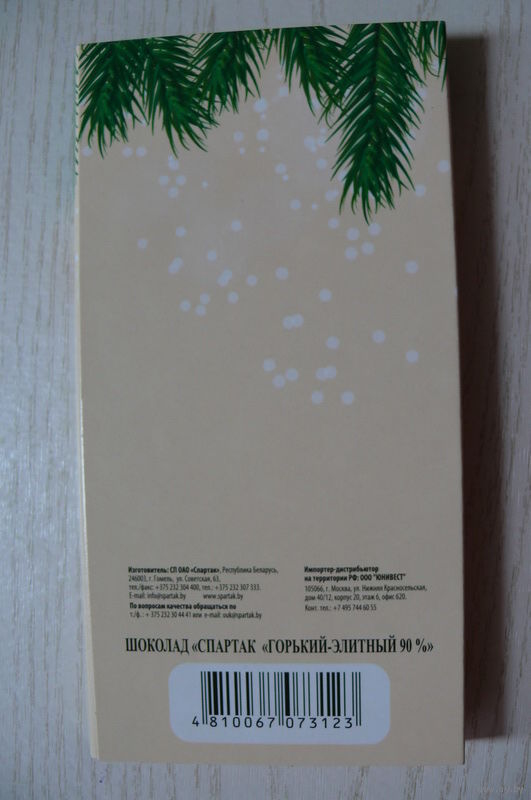 Изготовитель: СП ОАО «Спартак», Республика Беларусь,
246003, г. Гомель, ул. Советская, 63,
тел./факс: +375 232 304 400, тел.: +375 232 307 333.
E-mail: info@spartak.by www.spartak.by
По вопросам качества обращаться по
т./ф. : + 375 232 30 44 41 или e-mail: ouk@spartak.by
Импортер-дистрибьютор
на территории РФ: ООО "ЮНИВЕСТ"
105066, г. Москва, ул. Нижняя Красносельская,
дом 40/12, корпус 20, этаж 6, офис 620.
Конт. тел.: +7 495 744 60 55
ШОКОЛАД «СПАРТАК «ГОРЬКИЙ-ЭЛИТНЫЙ 90 %»
4 810067 073123